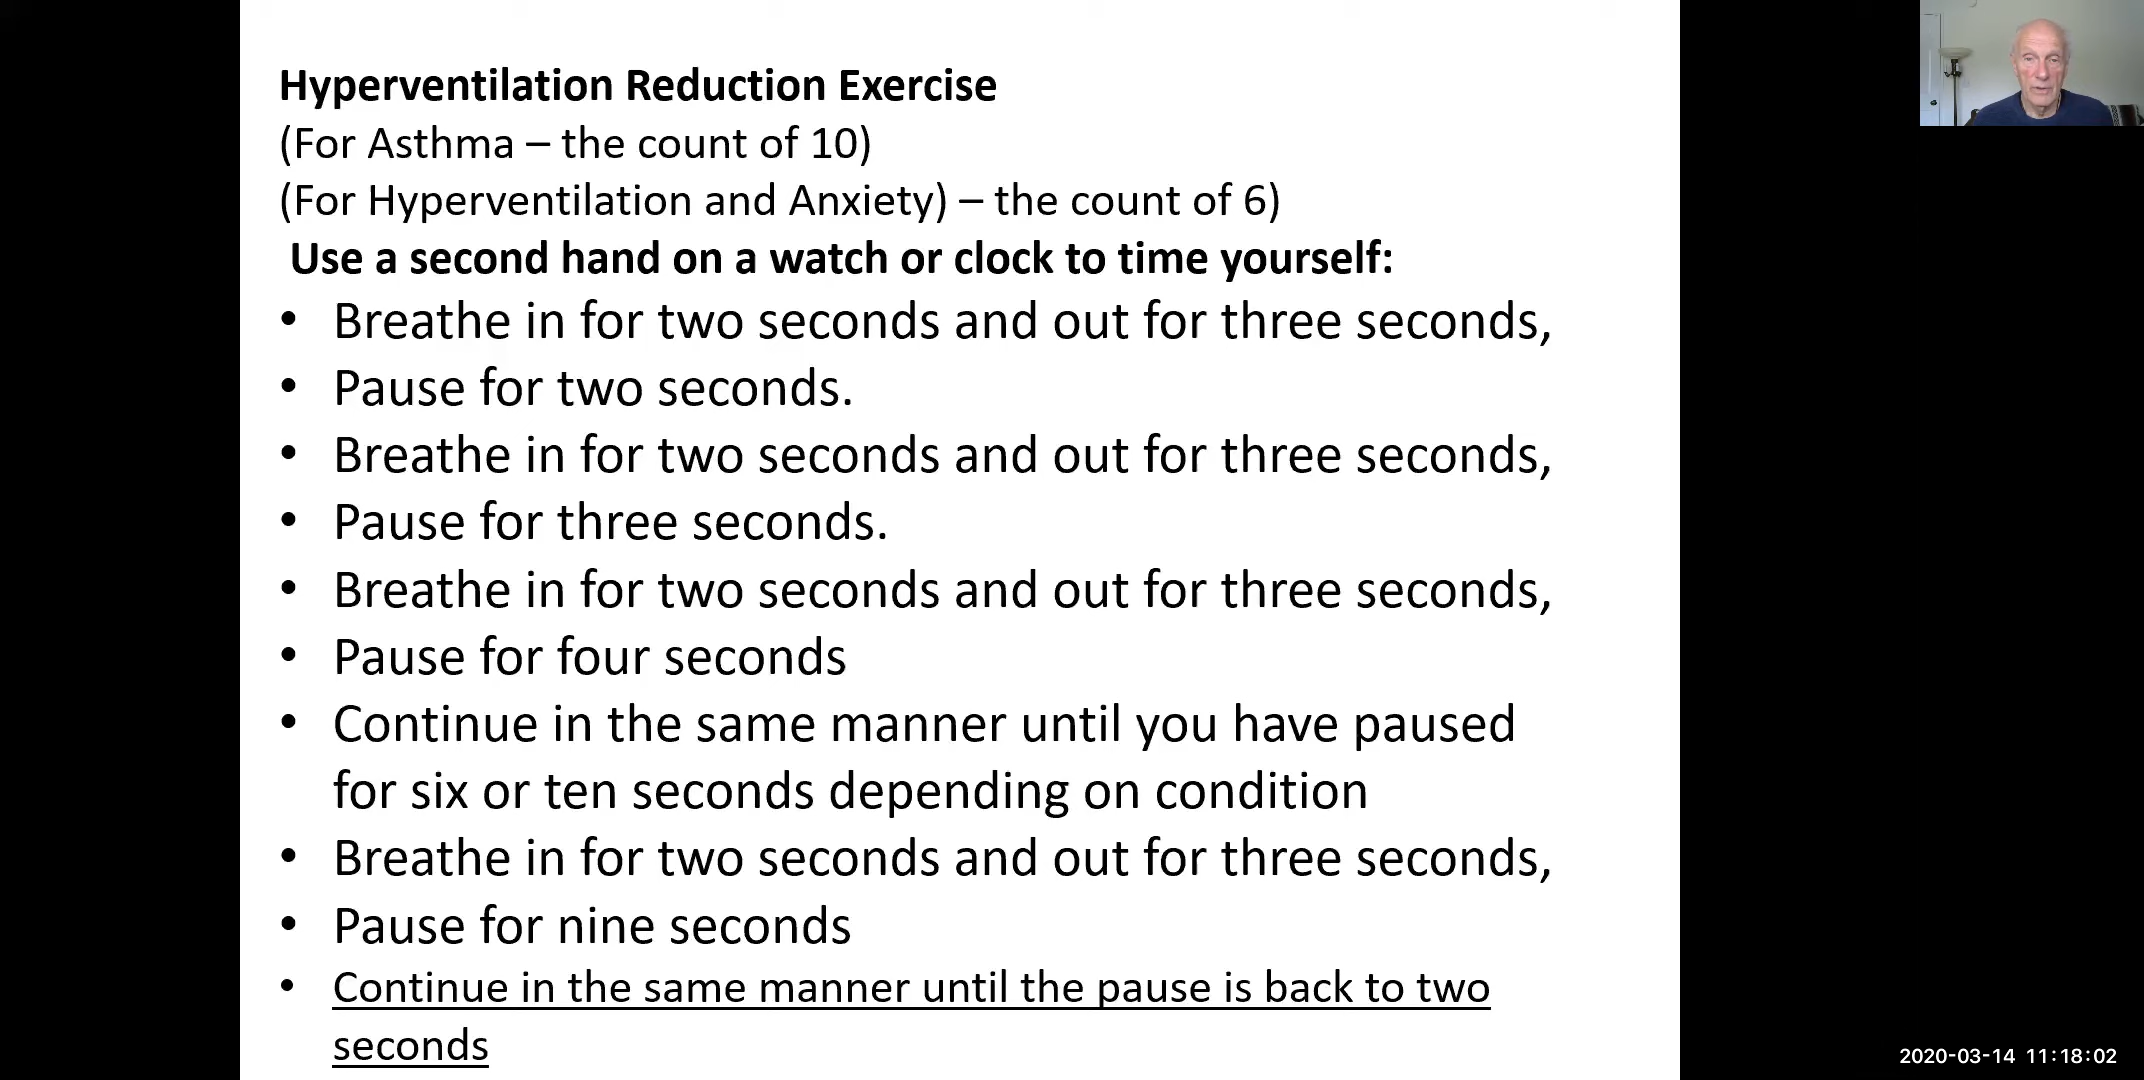 Hyperventilation Reduction Exercise
(For Asthma – the count of 10)
(For Hyperventilation and Anxiety) – the count of 6)
Use a second hand on a watch or clock to time yourself:
• Breathe in for two seconds and out for three seconds,
• Pause for two seconds.
• Breathe in for two seconds and out for three seconds,
• Pause for three seconds.
• Breathe in for two seconds and out for three seconds,
• Pause for four seconds
• Continue in the same manner until you have paused
for six or ten seconds depending on condition
• Breathe in for two seconds and out for three seconds,
• Pause for nine seconds
• Continue in the same manner until the pause is back to two
seconds
2020-03-14 11:18:02